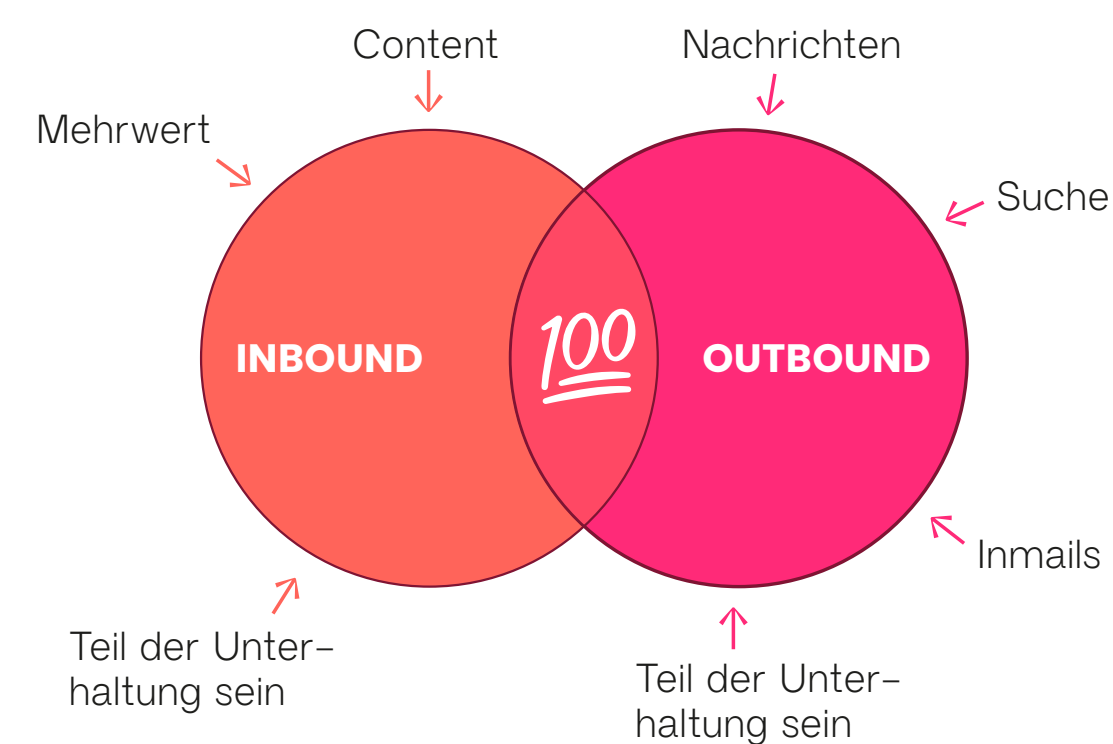 Content
Nachrichten
Mehrwert
Suche
INBOUND
100
OUTBOUND
Inmails
Teil der Unter-
haltung sein
Teil der Unter-
haltung sein